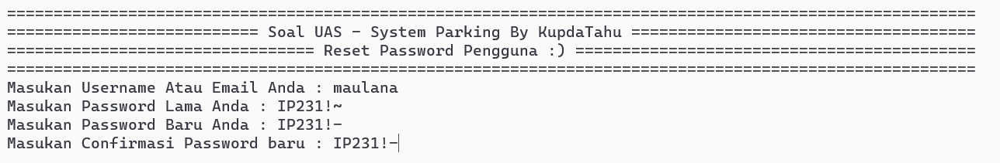 ========================================================================================================
=========================== Soal UAS - System Parking By KupdaTahu =====================================
================================= Reset Password Pengguna :) ===========================================
========================================================================================================
Masukan Username Atau Email Anda : maulana
Masukan Password Lama Anda : IP231!~
Masukan Password Baru Anda : IP231!-
Masukan Confirmasi Password baru : IP231!-